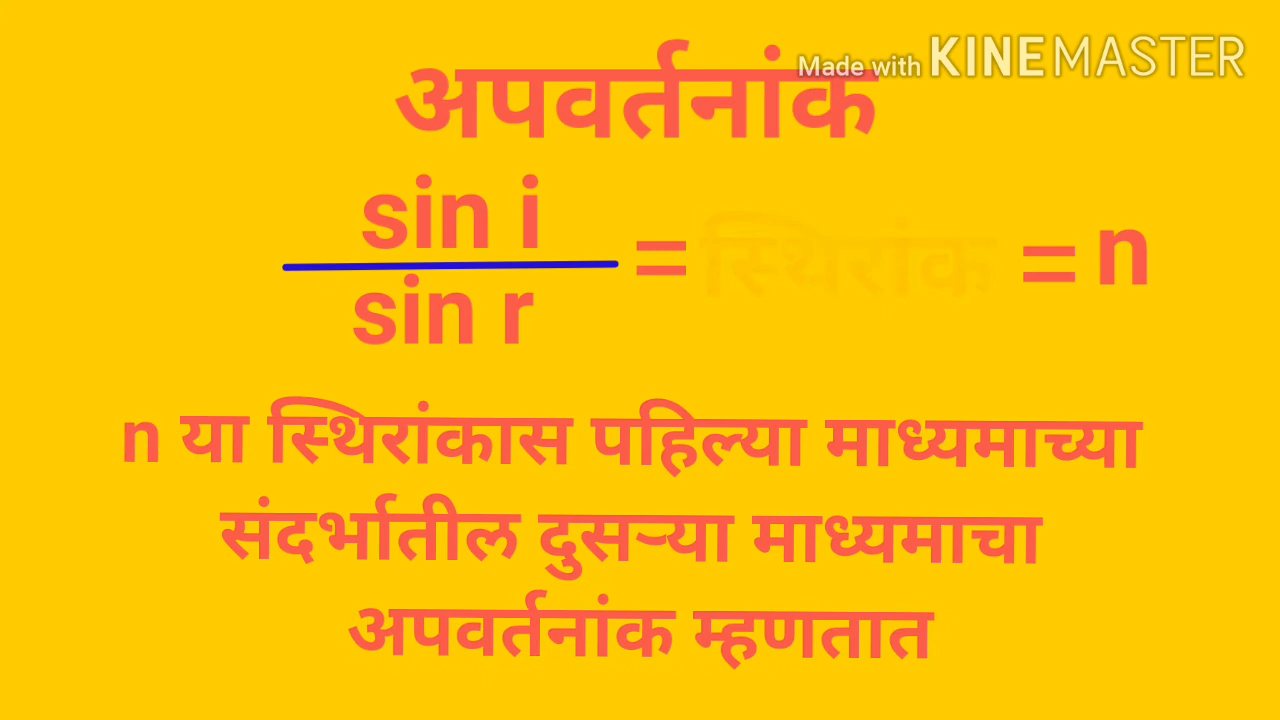 Made with KINEMASTER
अपवर्तनांक
sin i
= स्थिरांक = n
sin r
n या स्थिरांकास पहिल्या माध्यमाच्या
संदर्भातील दुसऱ्या माध्यमाचा
अपवर्तनांक म्हणतात